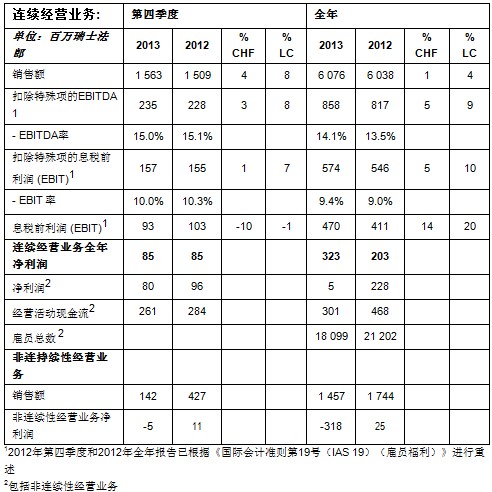 连续经营业务: 第四季度 全年
单位：百万瑞士法郎 2013 2012 % CHF % LC 2013 2012 % CHF % LC
销售额 1 563 1 509 4 8 6 076 6 038 1 4
扣除特殊项的EBITDA 1 235 228 3 8 858 817 5 9
- EBITDA率 15.0% 15.1% 14.1% 13.5%
扣除特殊项的息税前利润 (EBIT)1 157 155 1 7 574 546 5 10
- EBIT 率 10.0% 10.3% 9.4% 9.0%
息税前利润 (EBIT)1 93 103 -10 -1 470 411 14 20
连续经营业务全年净利润 85 85 323 203
净利润2 80 96 5 228
经营活动现金流2 261 284 301 468
雇员总数 2 18 099 21 202
非连持续性经营业务
销售额 142 427 1 457 1 744
非连续性经营业务净利润 -5 11 -318 25
12012年第四季度和2012年全年报告已根据《国际会计准则第19号（IAS 19）（雇员福利）》进行重
述
2包括非连续性经营业务